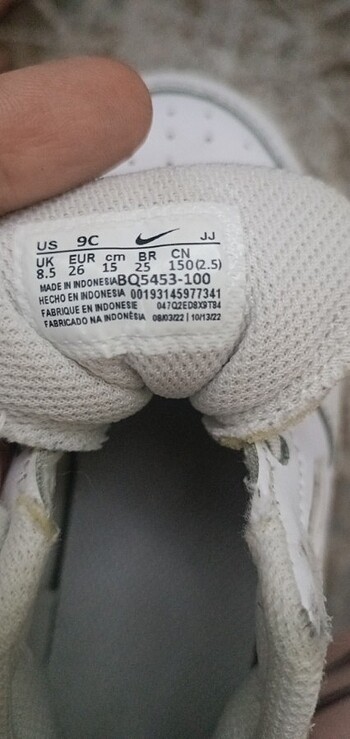 US 9C JJ
UK EUR cm BR CN
8.5 26 15 25 150(2.5)
MADE IN INDONESIA BQ5453-100
HECHO EN INDONESIA 00193145977341
FABRIQUE EN INDONESIE 047Q2ED8X9T84
FABRICADO NA INDONÉSIA 08/03/22 | 10/13/22